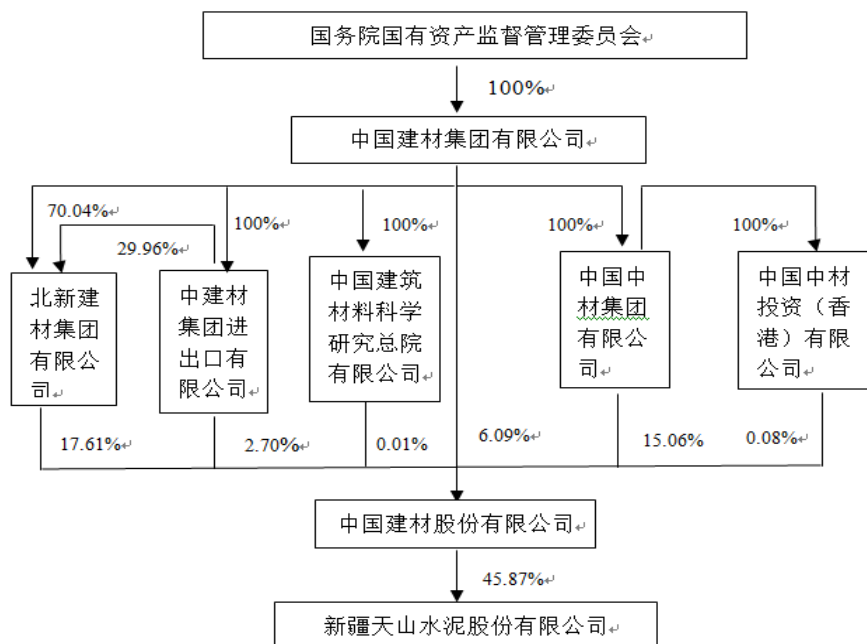 国务院国有资产监督管理委员会
100%
中国建材集团有限公司
70.04%
100%
100%
100%
100%
29.96%
北新建
材集团
有限公
司
中建材
集团进
出口有
限公司
中国建筑
材料科学
研究总院
有限公司
中国中
材集团
有限公
司
中国中材
投资（香
港）有限
公司
17.61%
2.70%
0.01%
6.09%
15.06%
0.08%
中国建材股份有限公司
45.87%
新疆天山水泥股份有限公司